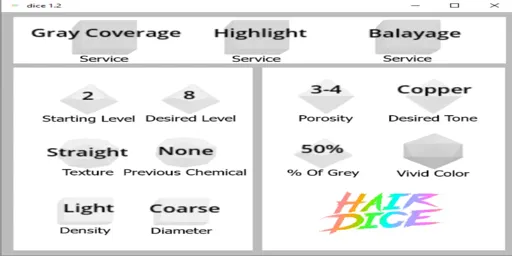 dice 1.2
Gray Coverage Highlight Balayage
Service Service Service
2 8 3-4 Copper
Starting Level Desired Level Porosity Desired Tone
Straight None 50%
Texture Previous Chemical % Of Grey Vivid Color
Light Coarse
Density Diameter
HAIR
DICE